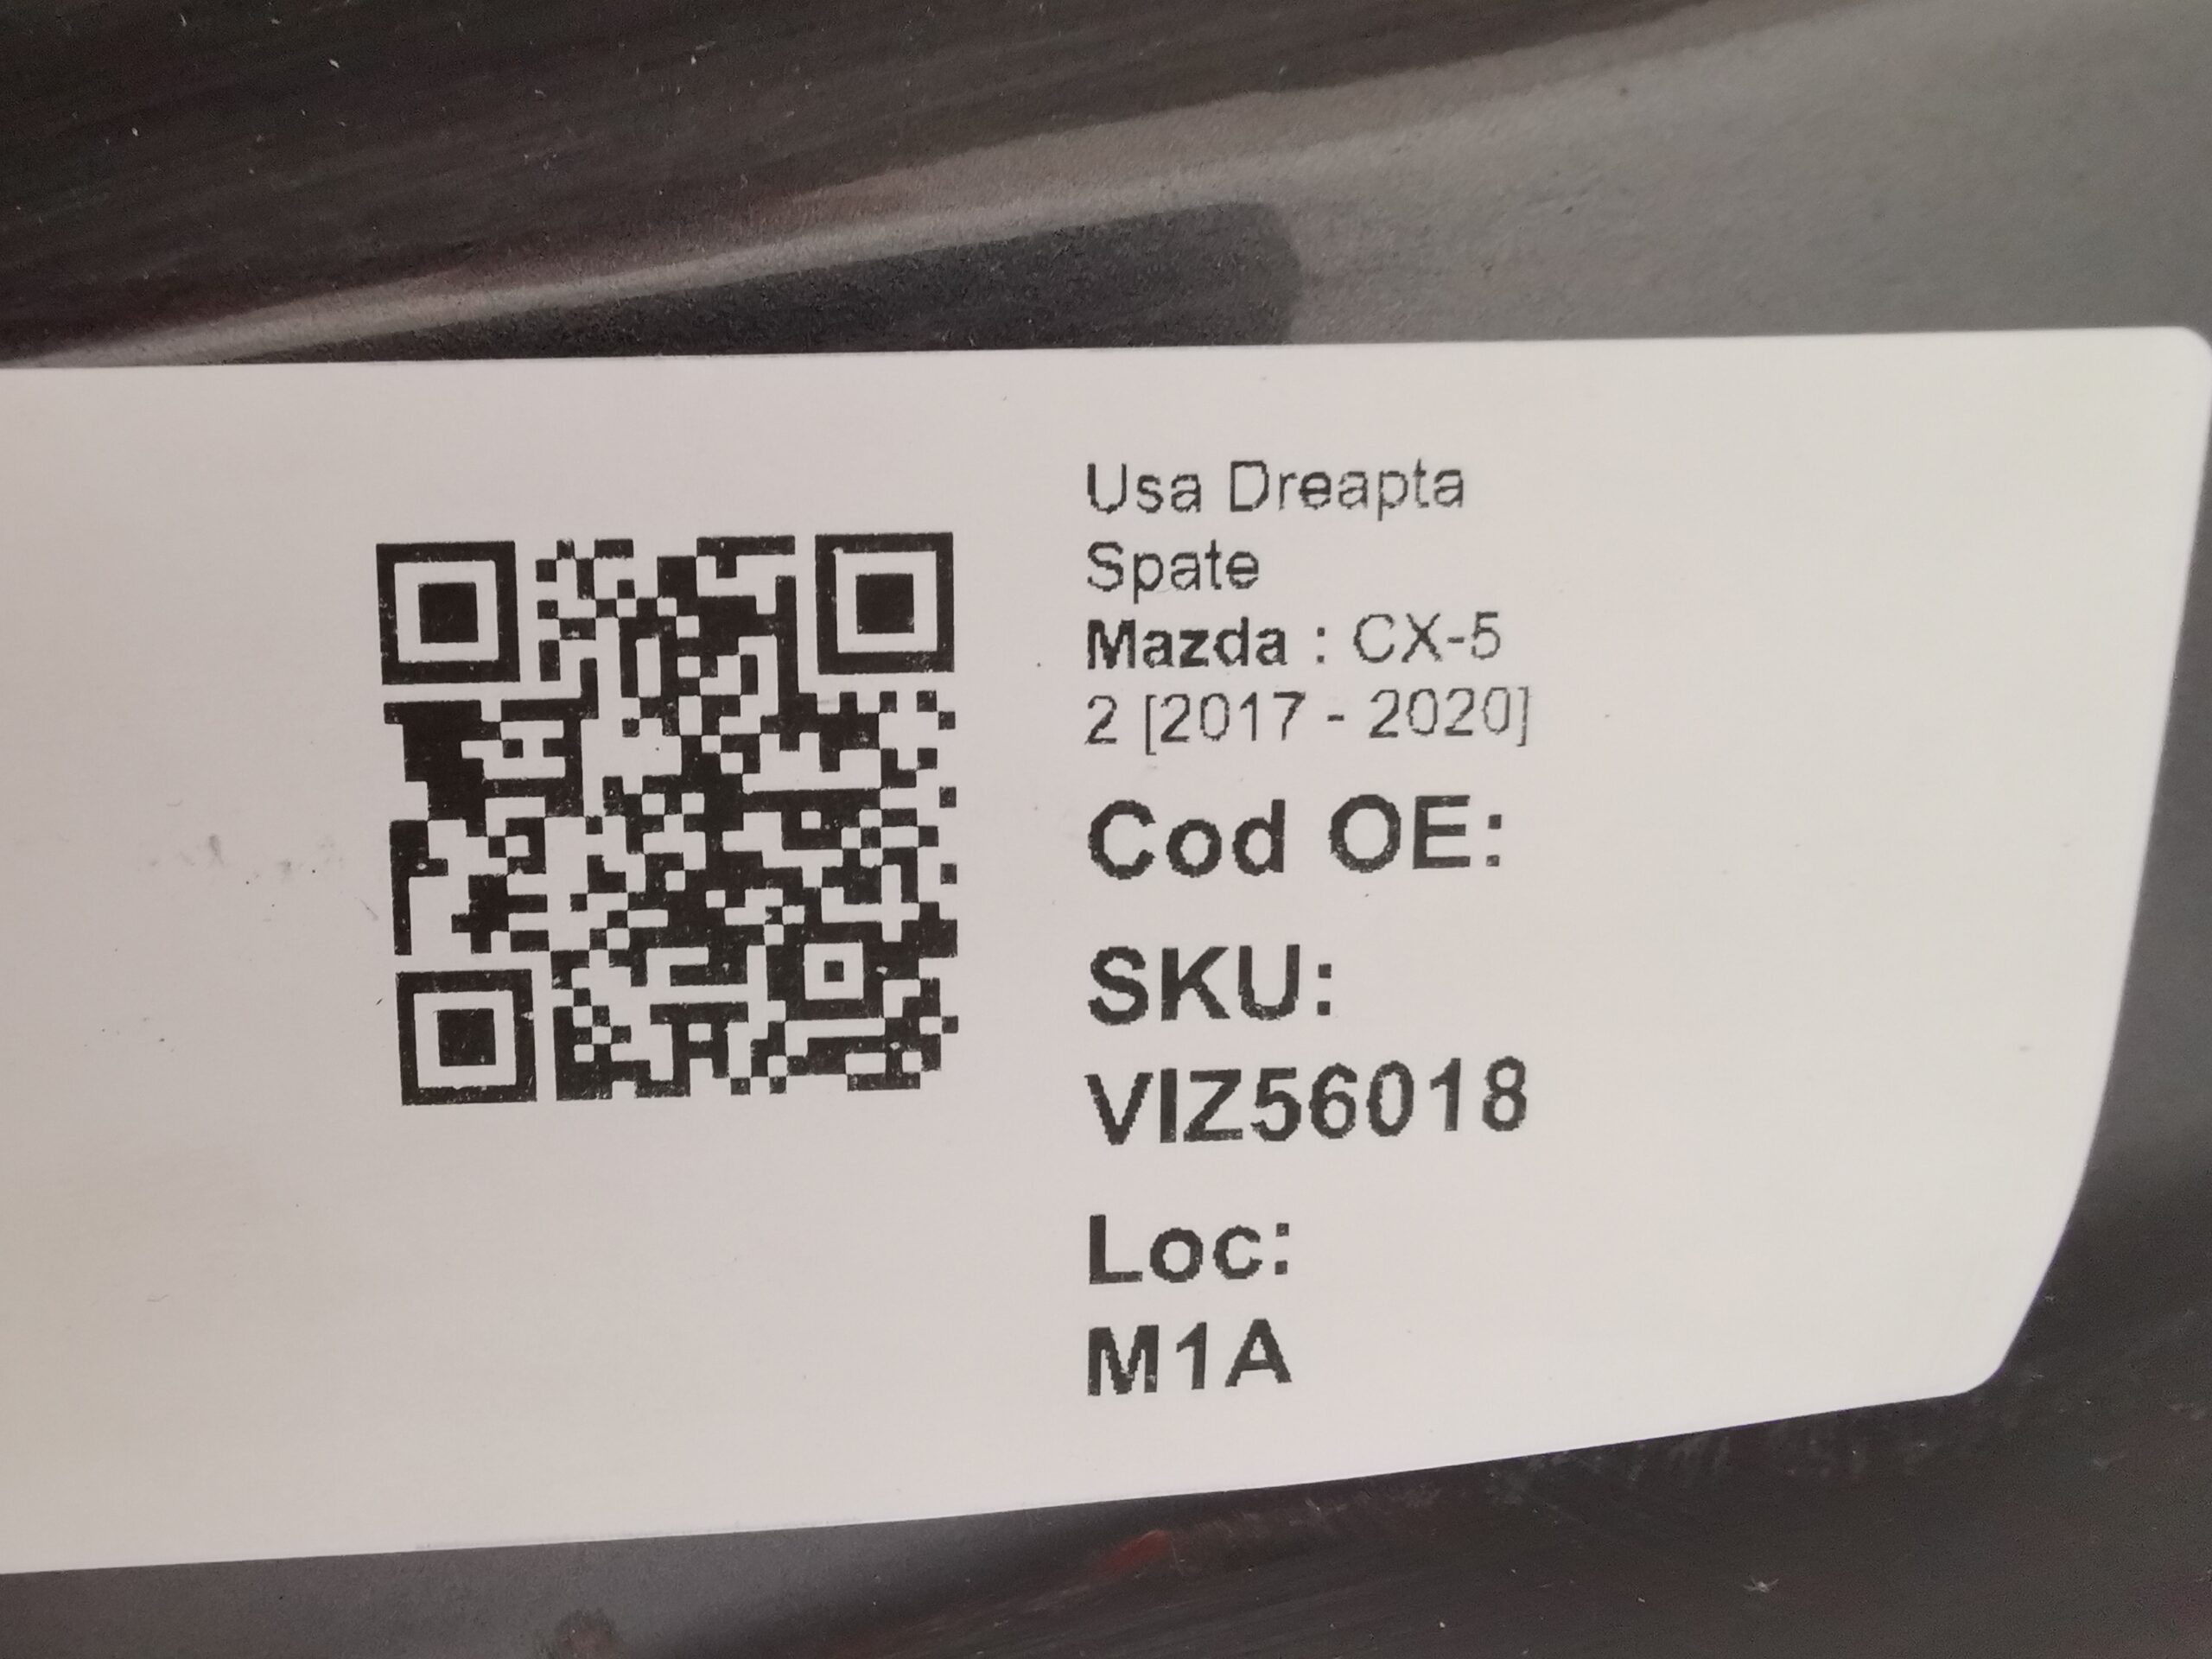 Usa Dreapta
Spate
Mazda : CX-5
2 [2017 - 2020]
Cod OE:
SKU:
VIZ56018
Loc:
M1A